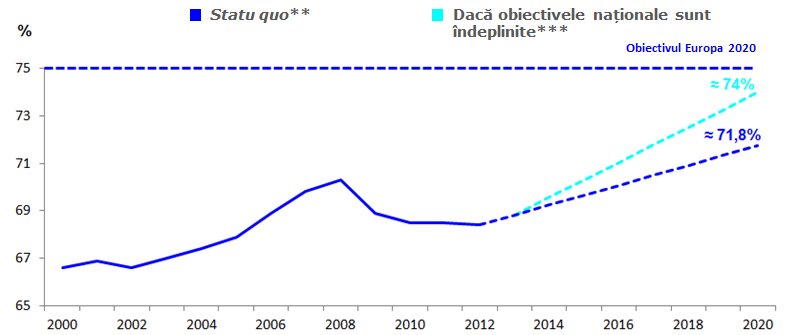 Statu quo**
Dacă obiectivele naționale sunt
îndeplinite***
%
Obiectivul Europa 2020
75
≈ 74%
73
≈ 71,8%
71
69
67
65
2000 2002 2004 2006 2008 2010 2012 2014 2016 2018 2020